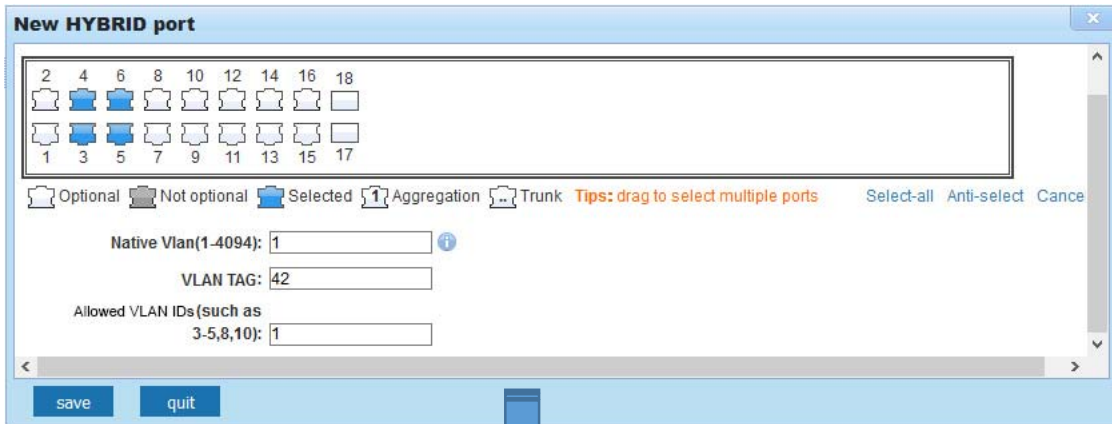 New HYBRID port
2 4 6 8 10 12 14 16 18
1 3 5 7 9 11 13 15 17
Optional Not optional Selected 1 Aggregation .. Trunk Tips: drag to select multiple ports Select-all Anti-select Cance
Native Vlan(1-4094): 1
VLAN TAG: 42
Allowed VLAN IDs(such as
3-5,8,10): 1
save quit